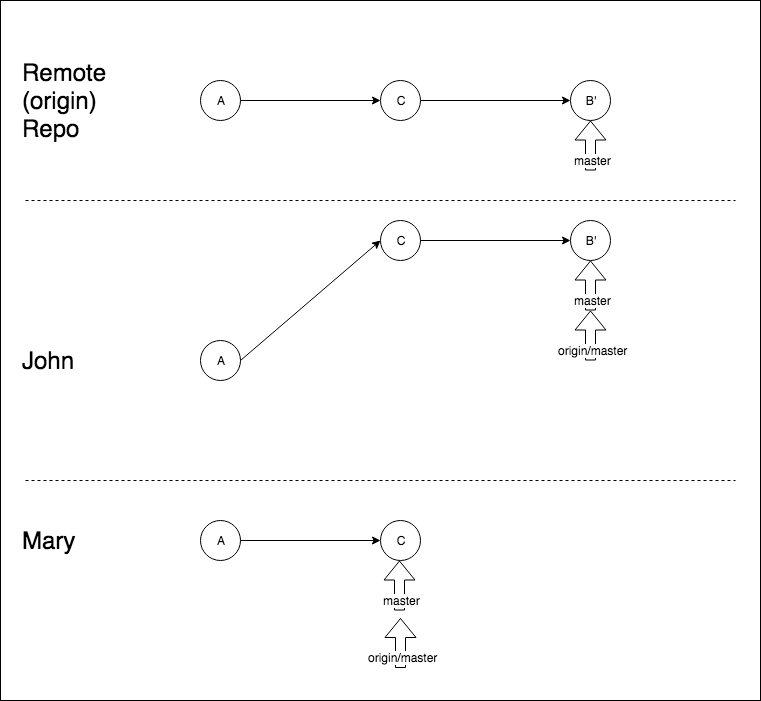 Remote
(origin)
Repo
A
C
B'
master
John
A
C
B'
master
origin/master
Mary
A
C
master
origin/master